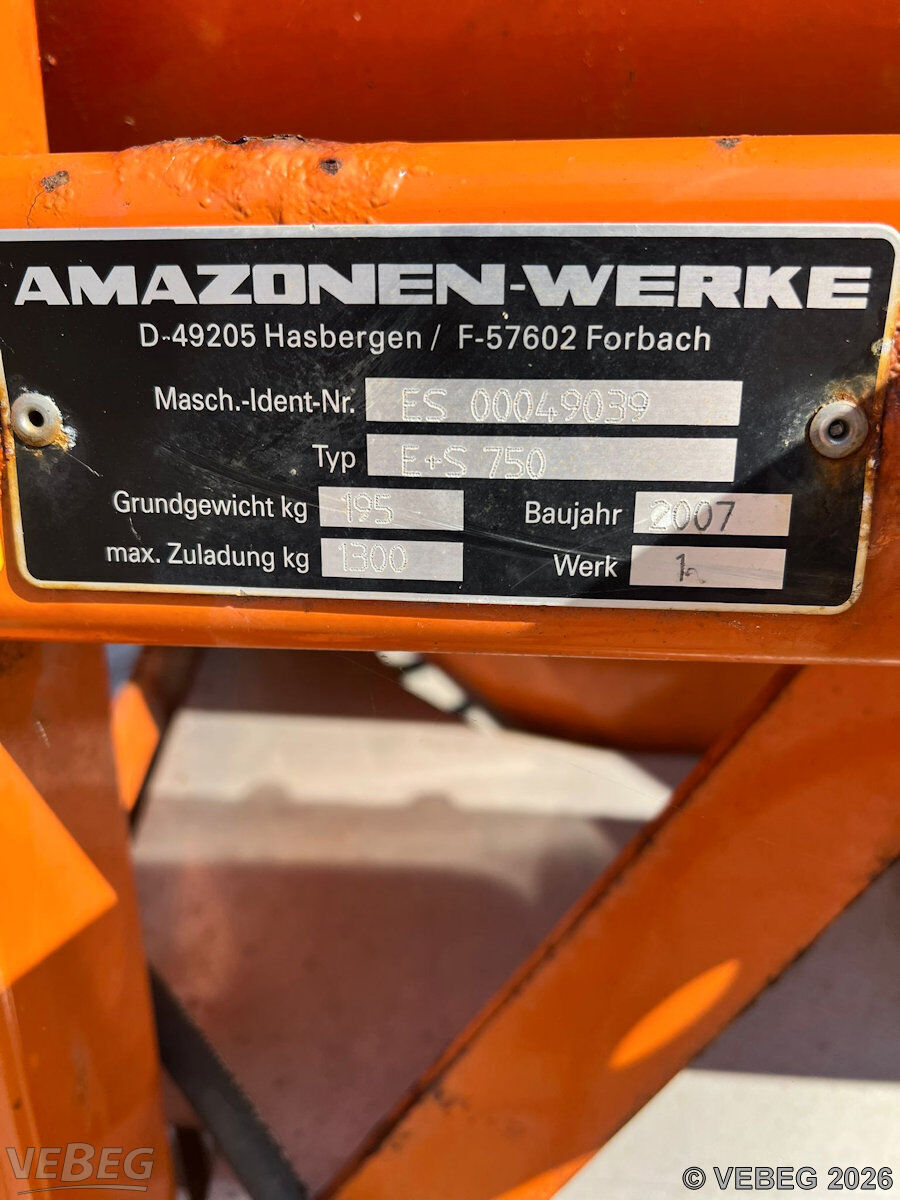 AMAZONEN-WERKE
D-49205 Hasbergen / F-57602 Forbach
Masch.-Ident-Nr. ES 00049039
Typ E+S 750
Grundgewicht kg 195 Baujahr 2007
max. Zuladung kg 1300 Werk 1
VEBEG
© VEBEG 2026